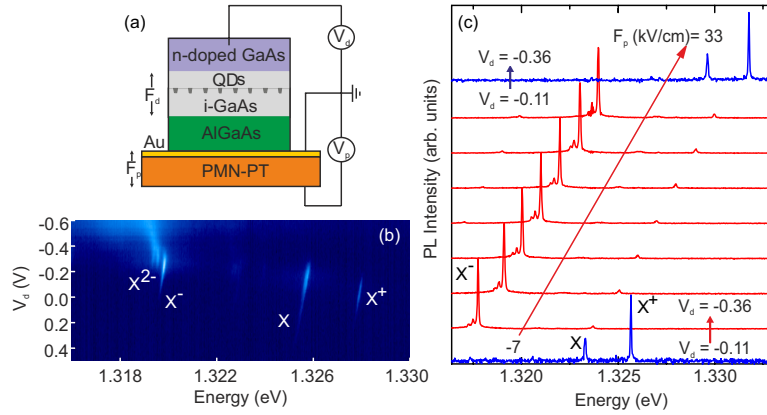 (a)
n-doped GaAs
QDs
i-GaAs
AlGaAs
Au
PMN-PT
F_d
F_p
V_d
V_p
(b)
V_d (V)
-0.6
-0.4
-0.2
0.0
0.2
0.4
X²⁻
X⁻
X
X⁺
1.318
1.322
1.326
1.330
Energy (eV)
(c)
F_p (kV/cm)= 33
V_d = -0.36
V_d = -0.11
PL Intensity (arb. units)
X⁻
X
X⁺
-7
V_d = -0.36
V_d = -0.11
1.320
1.325
1.330
Energy (eV)